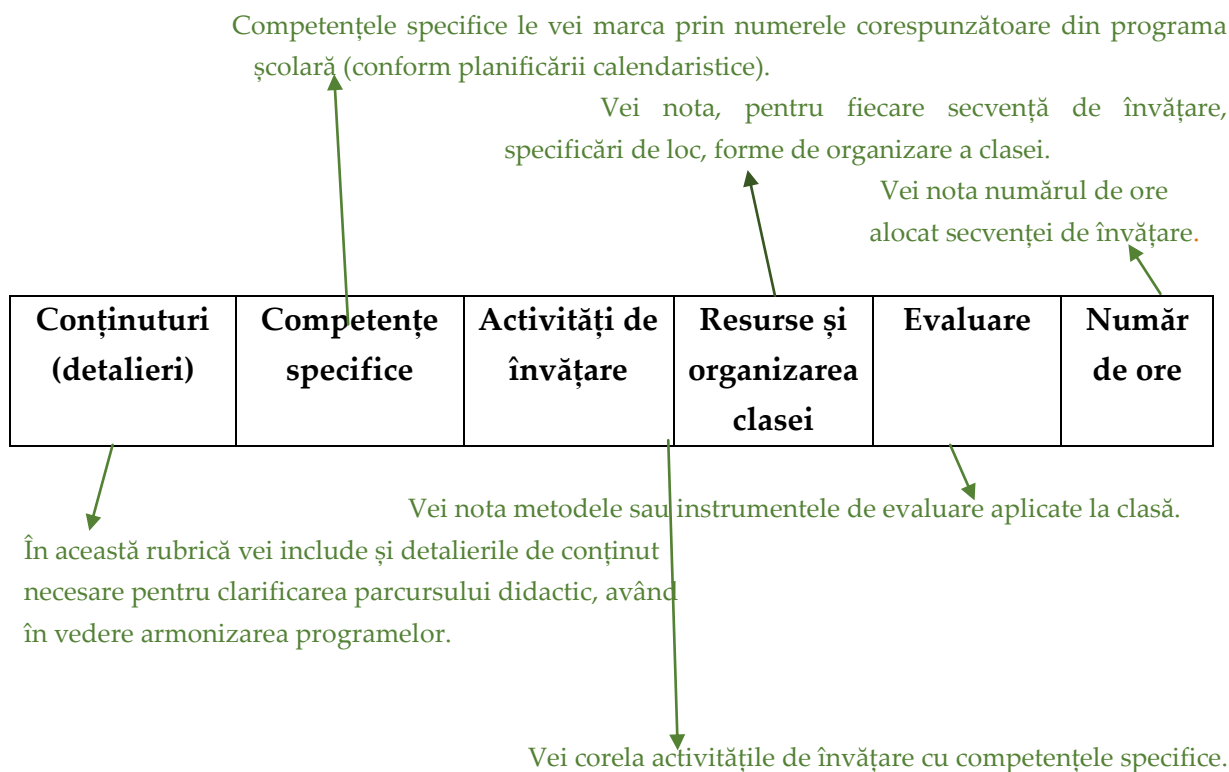 Competențele specifice le vei marca prin numerele corespunzătoare din programa
școlară (conform planificării calendaristice).
Vei nota, pentru fiecare secvență de învățare,
specificări de loc, forme de organizare a clasei.
Vei nota numărul de ore
alocat secvenței de învățare.
Conținuturi
(detalieri)
Competențe
specifice
Activități de
învățare
Resurse și
organizarea
clasei
Evaluare
Număr
de ore
Vei nota metodele sau instrumentele de evaluare aplicate la clasă.
În această rubrică vei include și detalierile de conținut
necesare pentru clarificarea parcursului didactic, având
în vedere armonizarea programelor.
Vei corela activitățile de învățare cu competențele specifice.